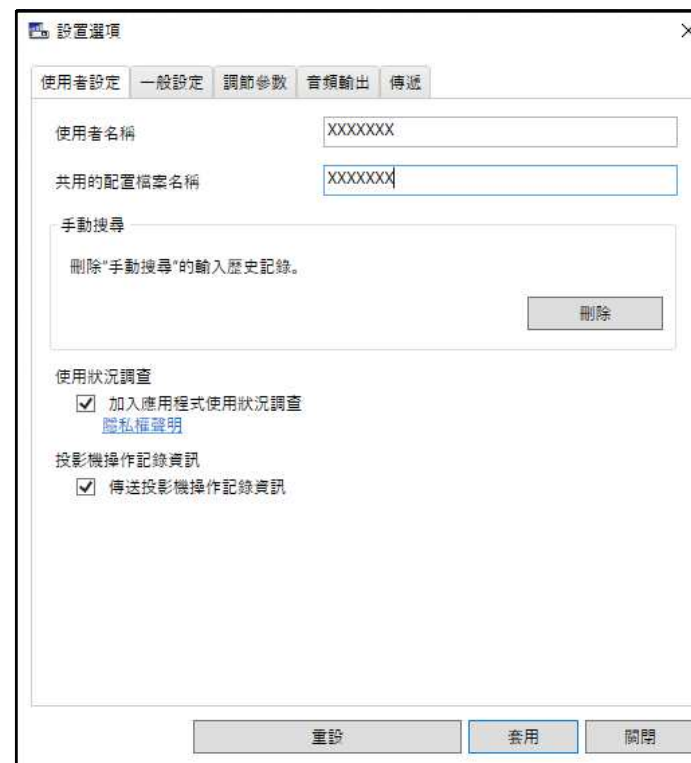 設置選項
使用者設定 一般設定 調節參數 音頻輸出 傳遞
使用者名稱 XXXXXXX
共用的配置檔案名稱 XXXXXXX
手動搜尋
刪除"手動搜尋"的輸入歷史記錄。
刪除
使用狀況調查
加入應用程式使用狀況調查
隱私權聲明
投影機操作記錄資訊
傳送投影機操作記錄資訊
重設 套用 關閉